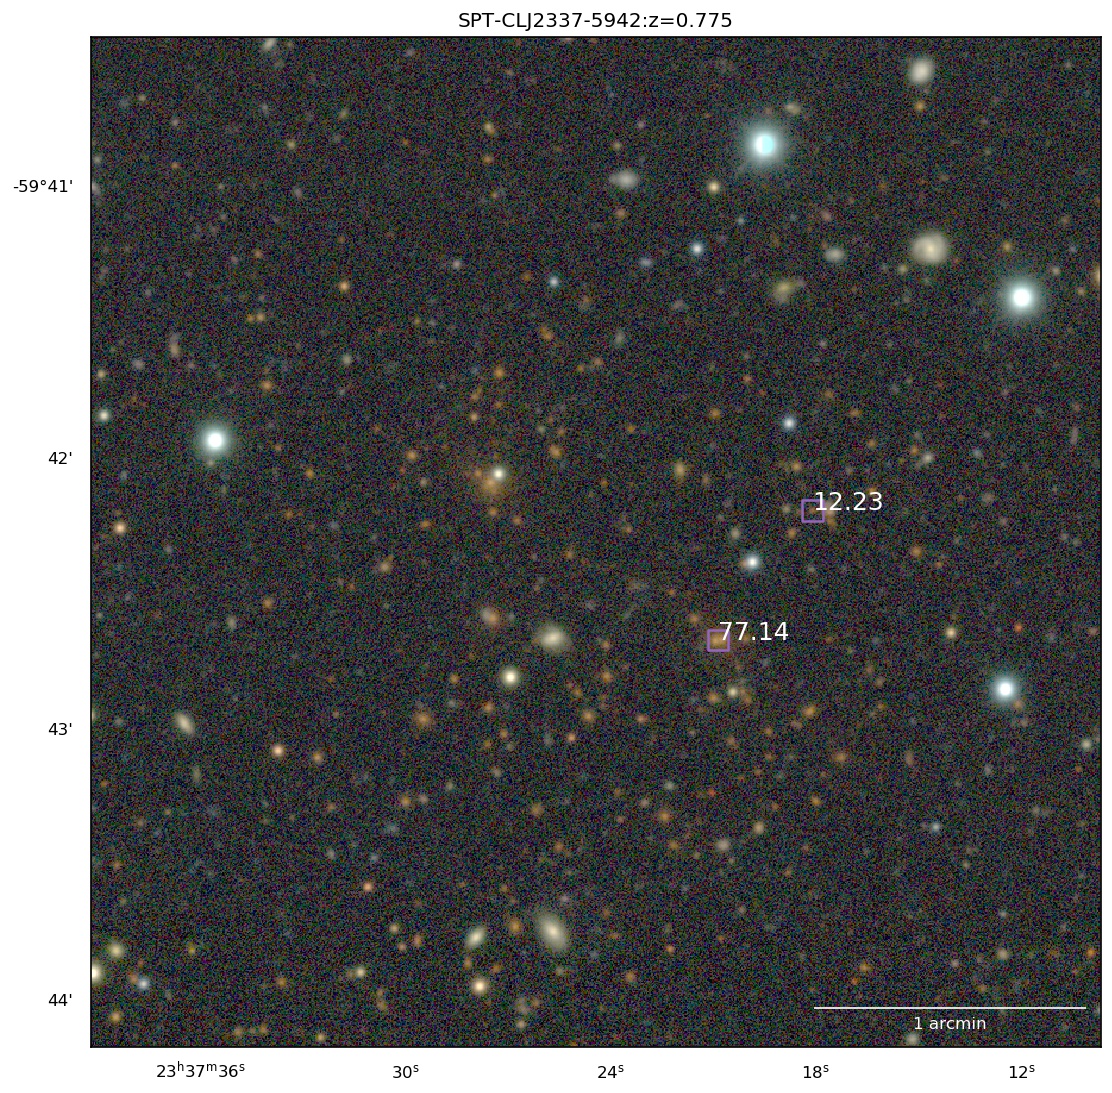 SPT-CLJ2337-5942:z=0.775
-59°41'
42'
12.23
77.14
43'
44'
1 arcmin
23ʰ37ᵐ36ˢ 30ˢ 24ˢ 18ˢ 12ˢ